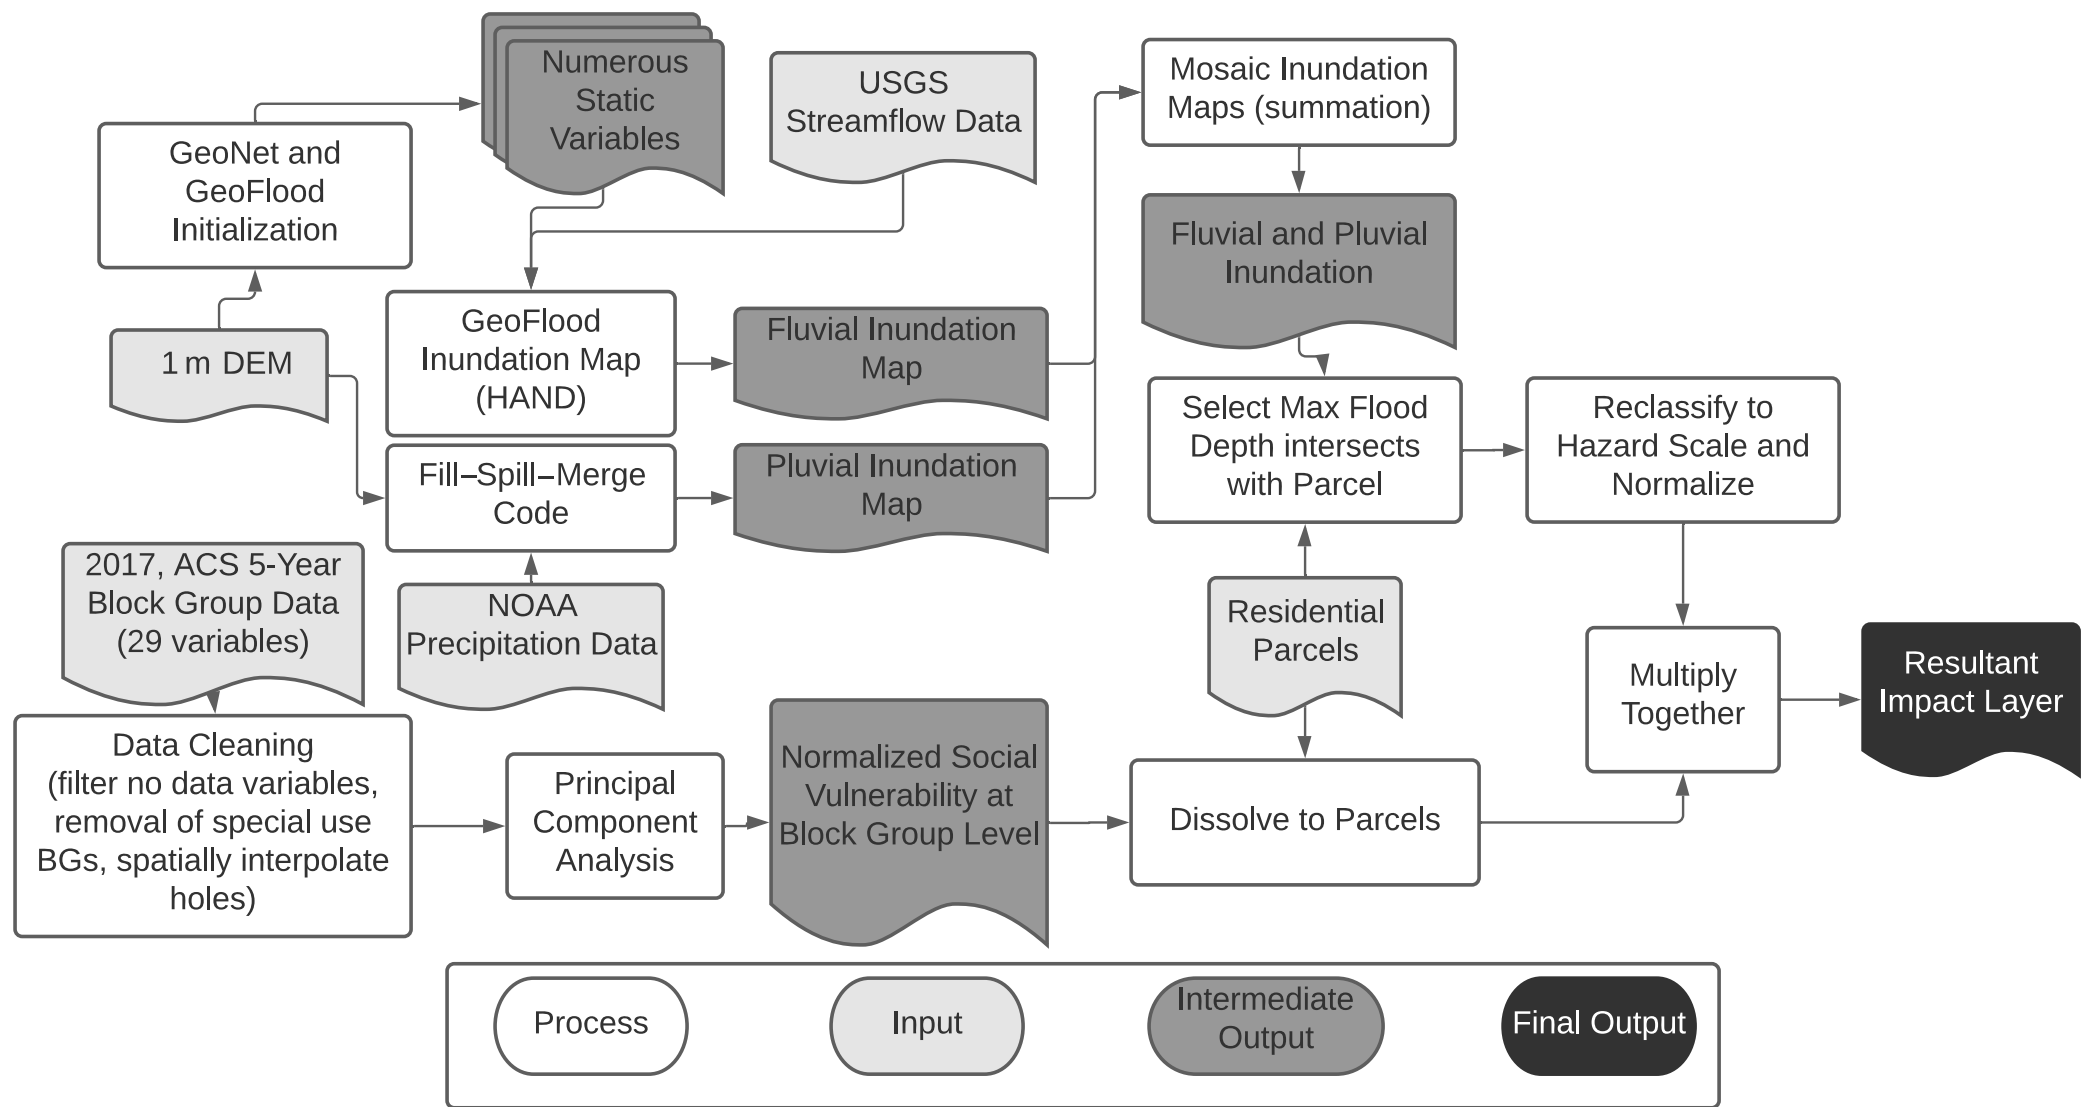 Numerous
Static
Variables
USGS
Streamflow Data
Mosaic Inundation
Maps (summation)
GeoNet and
GeoFlood
Initialization
Fluvial and Pluvial
Inundation
1 m DEM
GeoFlood
Inundation Map
(HAND)
Fluvial Inundation
Map
Select Max Flood
Depth intersects
with Parcel
Reclassify to
Hazard Scale and
Normalize
Fill–Spill–Merge
Code
Pluvial Inundation
Map
2017, ACS 5-Year
Block Group Data
(29 variables)
NOAA
Precipitation Data
Residential
Parcels
Multiply
Together
Resultant
Impact Layer
Data Cleaning
(filter no data variables,
removal of special use
BGs, spatially interpolate
holes)
Principal
Component
Analysis
Normalized Social
Vulnerability at
Block Group Level
Dissolve to Parcels
Process
Input
Intermediate
Output
Final Output